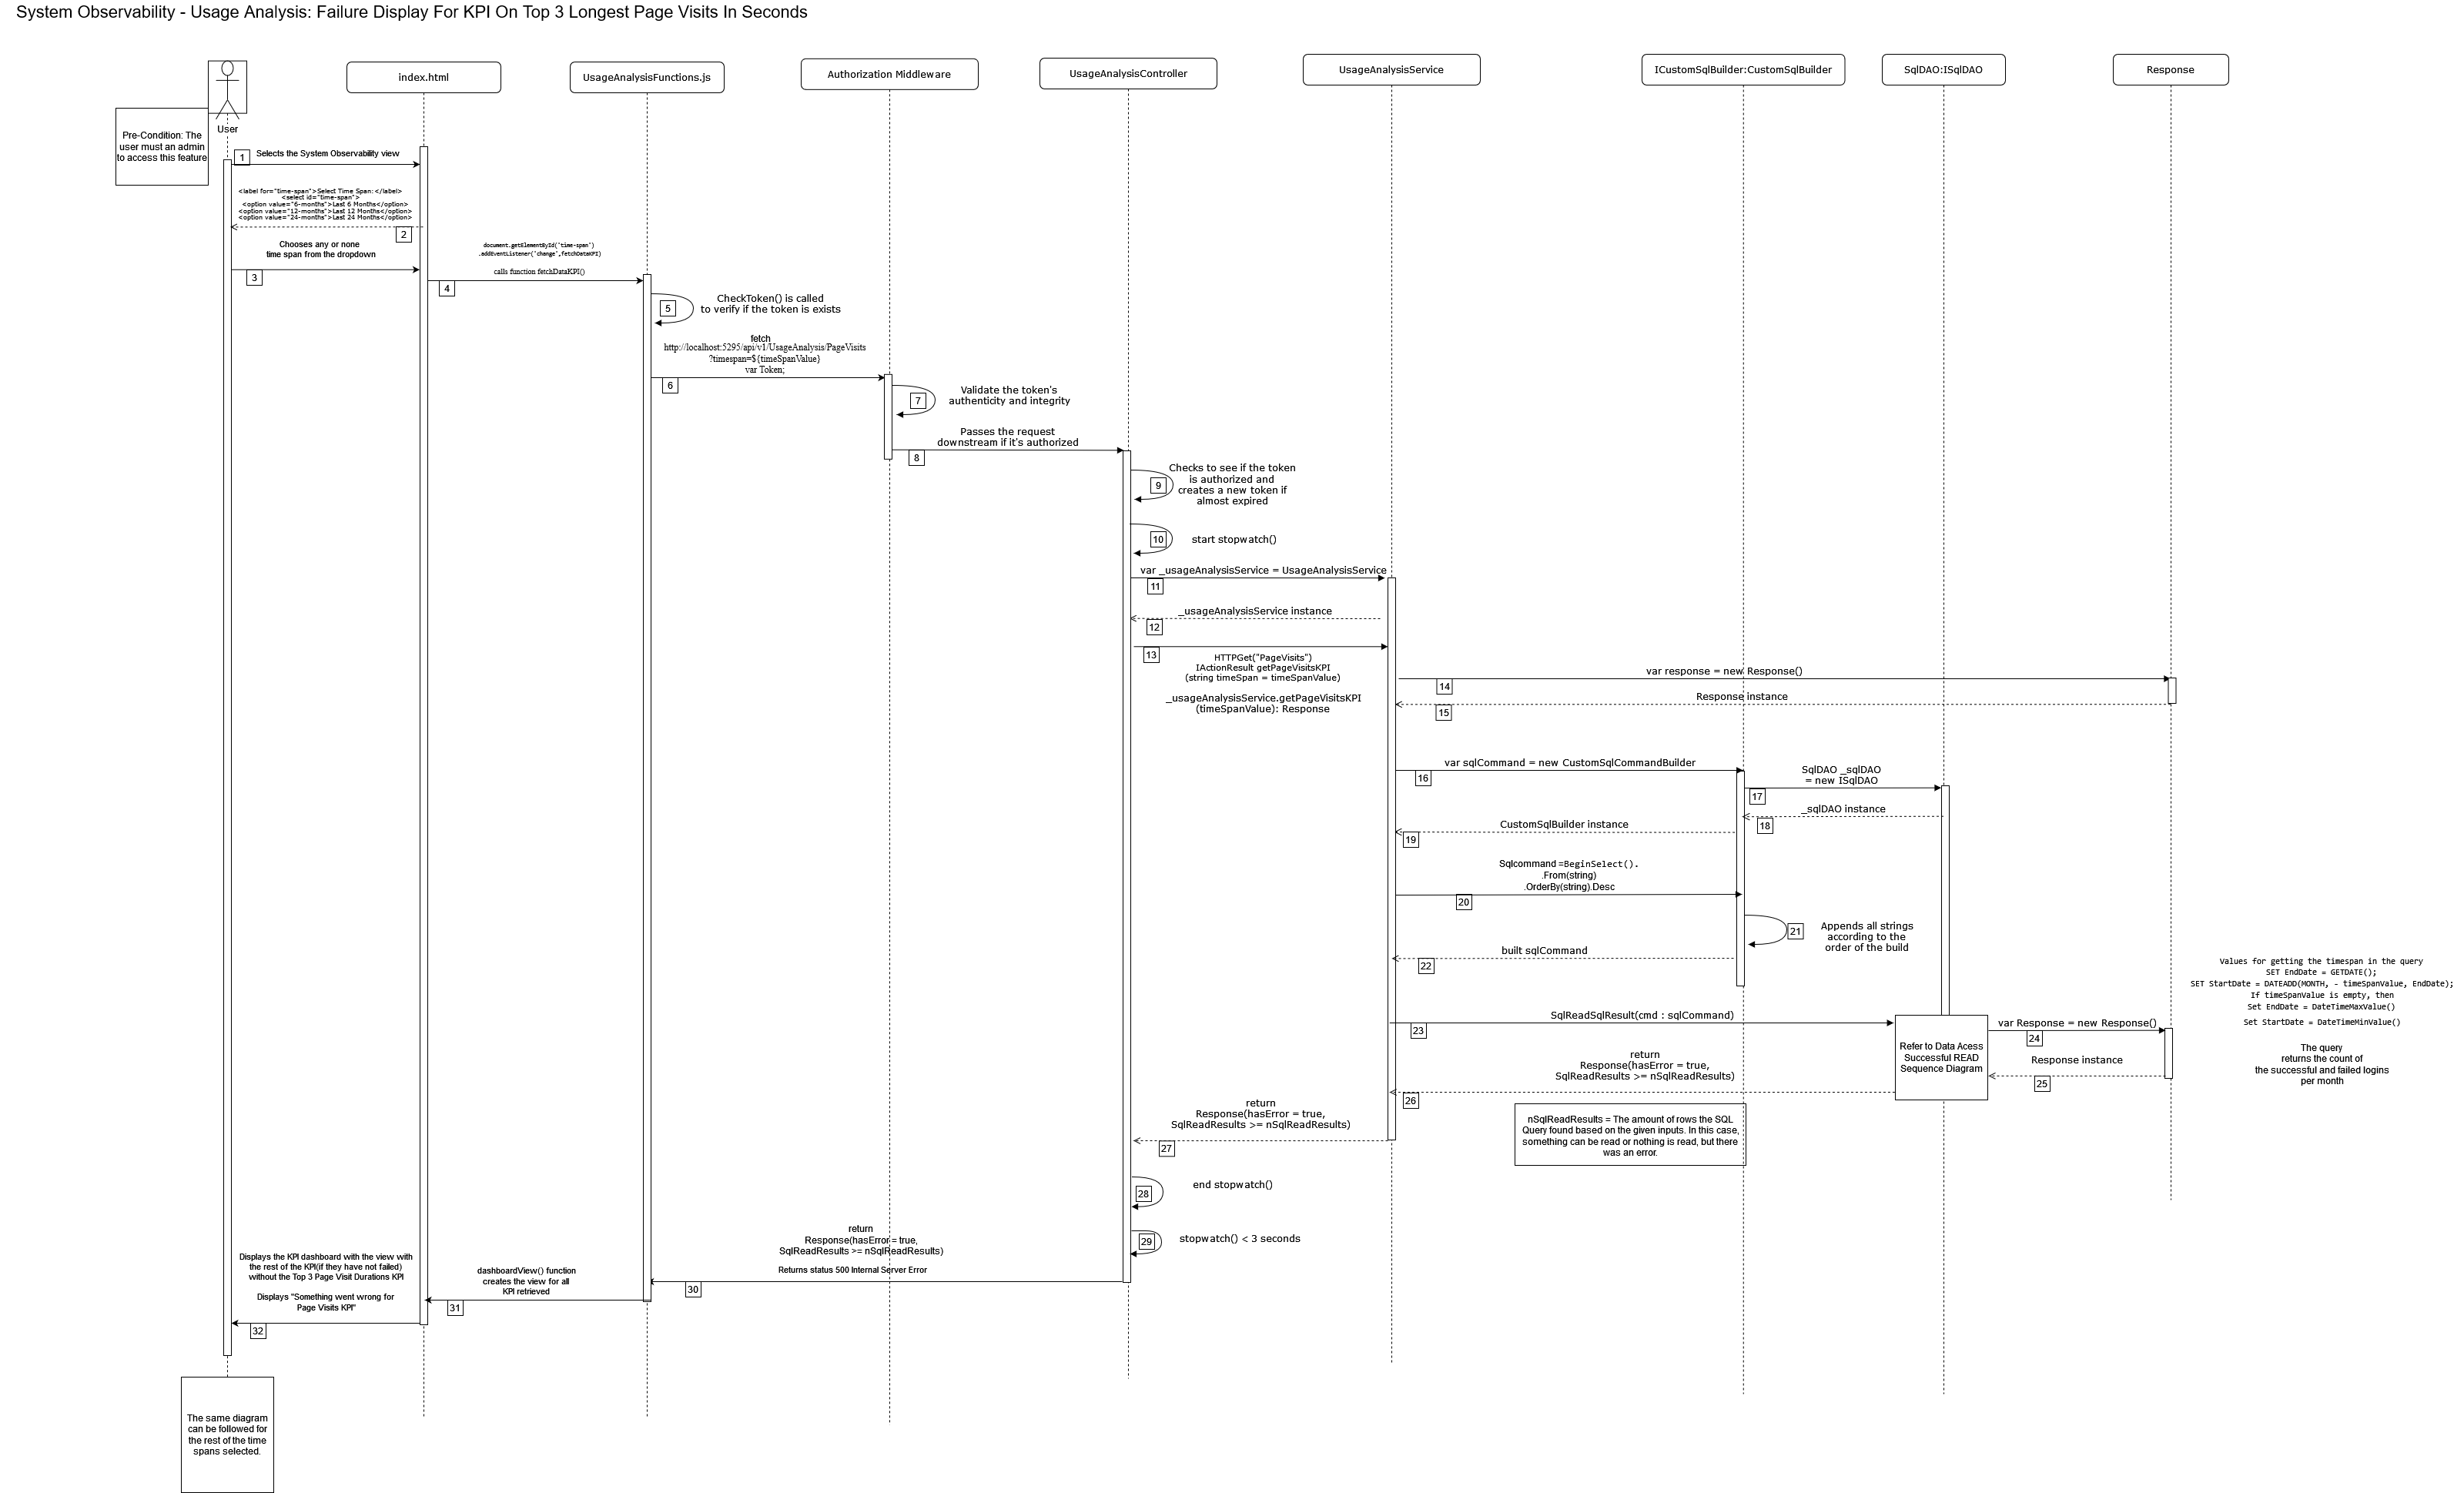 System Observability - Usage Analysis: Failure Display For KPI On Top 3 Longest Page Visits In Seconds
User
index.html
UsageAnalysisFunctions.js
Authorization Middleware
UsageAnalysisController
UsageAnalysisService
ICustomSqlBuilder:CustomSqlBuilder
SqlDAO:ISqlDAO
Response
Pre-Condition: The
user must an admin
to access this feature
1
Selects the System Observability view
<label for="time-span">Select Time Span: </label>
<select id="time-span">
<option value="6-months">Last 6 Months</option>
<option value="12-months">Last 12 Months</option>
<option value="24-months">Last 24 Months</option>
2
Chooses any or none
time span from the dropdown
3
document.getElementById('time-span')
.addEventListener('change',fetchDataKPI)
calls function fetchDataKPI()
4
CheckToken() is called
to verify if the token is exists
5
fetch
http://localhost:5295/api/v1/UsageAnalysis/PageVisits
?timespan=${timeSpanValue}
var Token;
6
Validate the token's
authenticity and integrity
7
Passes the request
downstream if it's authorized
8
Checks to see if the token
is authorized and
creates a new token if
almost expired
9
10
start stopwatch()
var _usageAnalysisService = UsageAnalysisService
11
_usageAnalysisService instance
12
13
HTTPGet("PageVisits")
IActionResult getPageVisitsKPI
(string timeSpan = timeSpanValue)
_usageAnalysisService.getPageVisitsKPI
(timeSpanValue): Response
var response = new Response()
14
Response instance
15
var sqlCommand = new CustomSqlCommandBuilder
16
SqlDAO _sqlDAO
= new ISqlDAO
17
_sqlDAO instance
18
CustomSqlBuilder instance
19
Sqlcommand =BeginSelect().
.From(string)
.OrderBy(string).Desc
20
21
Appends all strings
according to the
order of the build
built sqlCommand
22
Values for getting the timespan in the query
SET EndDate = GETDATE();
SET StartDate = DATEADD(MONTH, - timeSpanValue, EndDate);
If timeSpanValue is empty, then
Set EndDate = DateTimeMaxValue()
Set StartDate = DateTimeMinValue()
The query
returns the count of
the successful and failed logins
per month
SqlReadSqlResult(cmd : sqlCommand)
23
Refer to Data Acess
Successful READ
Sequence Diagram
var Response = new Response()
24
Response instance
25
return
Response(hasError = true,
SqlReadResults >= nSqlReadResults)
26
nSqlReadResults = The amount of rows the SQL
Query found based on the given inputs. In this case,
something can be read or nothing is read, but there
was an error.
return
Response(hasError = true,
SqlReadResults >= nSqlReadResults)
27
28
end stopwatch()
29
stopwatch() < 3 seconds
return
Response(hasError = true,
SqlReadResults >= nSqlReadResults)
Returns status 500 Internal Server Error
30
dashboardView() function
creates the view for all
KPI retrieved
31
Displays the KPI dashboard with the view with
the rest of the KPI(if they have not failed)
without the Top 3 Page Visit Durations KPI
Displays "Something went wrong for
Page Visits KPI"
32
The same diagram
can be followed for
the rest of the time
spans selected.